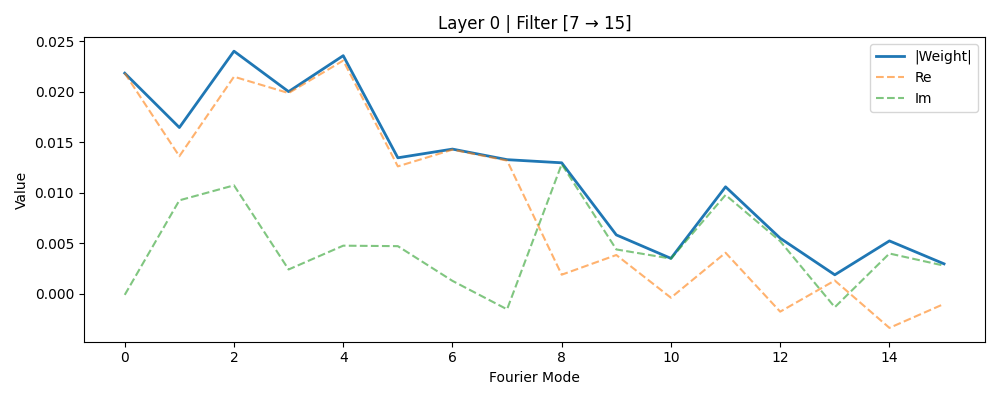 Layer 0 | Filter [7 → 15]
|Weight|
Re
Im
Value
0.025
0.020
0.015
0.010
0.005
0.000
0 2 4 6 8 10 12 14
Fourier Mode